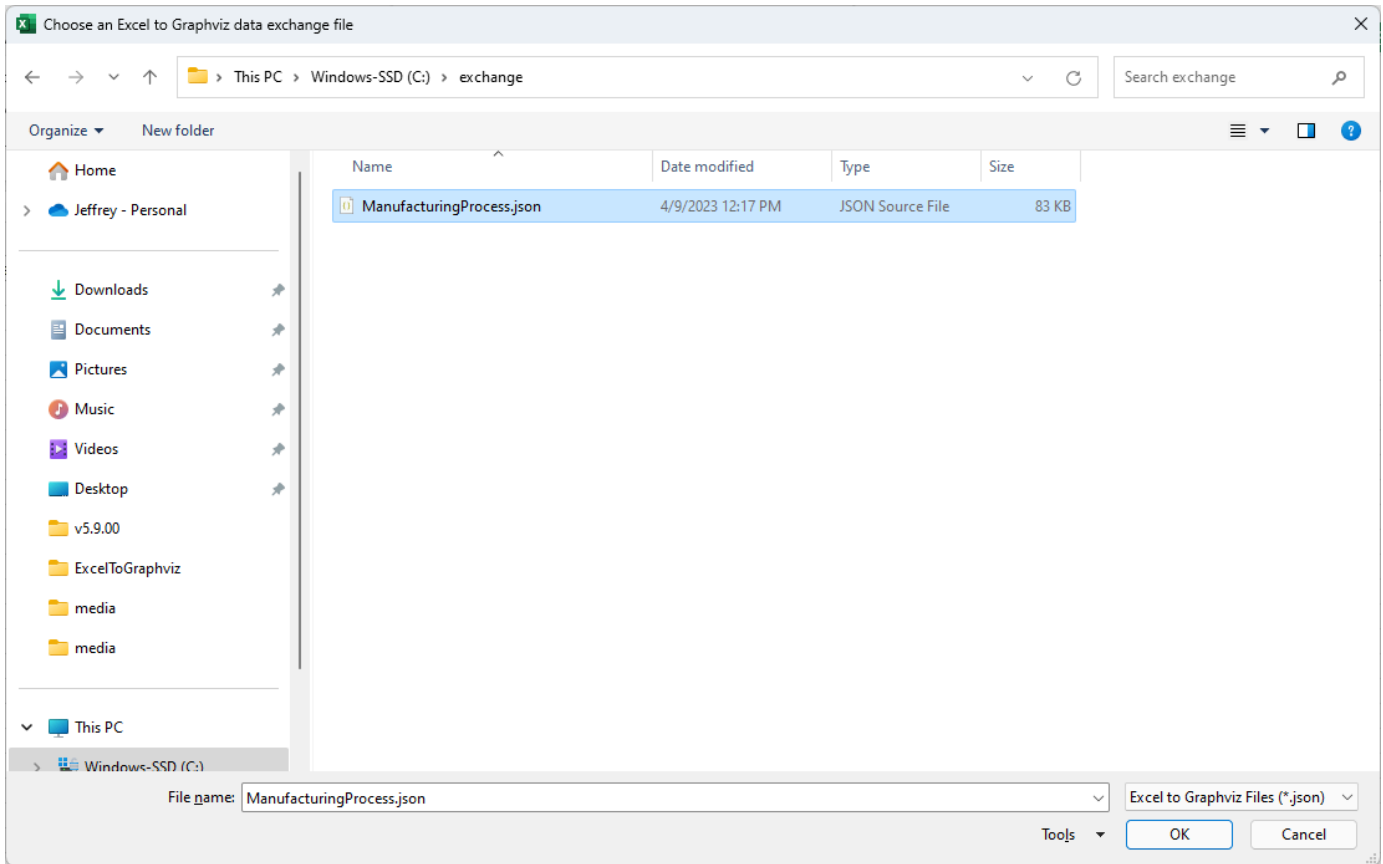 Choose an Excel to Graphviz data exchange file
This PC > Windows-SSD (C:) > exchange
Search exchange
Organize
New folder
Name
Date modified
Type
Size
ManufacturingProcess.json
4/9/2023 12:17 PM
JSON Source File
83 KB
Home
Jeffrey - Personal
Downloads
Documents
Pictures
Music
Videos
Desktop
v5.9.00
ExcelToGraphviz
media
media
This PC
Windows-SSD (C:)
File name:
ManufacturingProcess.json
Excel to Graphviz Files (*.json)
Tools
OK
Cancel